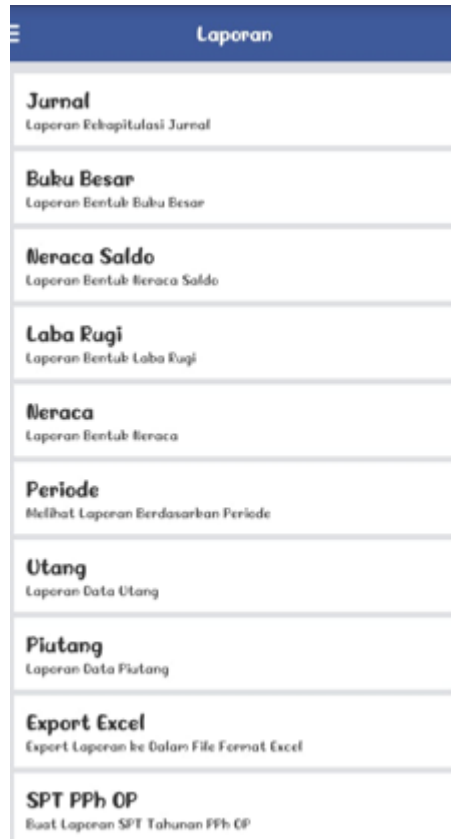 Laporan
Jurnal
Laporan Rekapitulasi Jurnal
Buku Besar
Laporan Bentuk Buku Besar
Neraca Saldo
Laporan Bentuk Neraca Saldo
Laba Rugi
Laporan Bentuk Laba Rugi
Neraca
Laporan Bentuk Neraca
Periode
Melihat Laporan Berdasarkan Periode
Utang
Laporan Data Utang
Piutang
Laporan Data Piutang
Export Excel
Export Laporan ke Dalam File Format Excel
SPT PPh OP
Buat Laporan SPT Tahunan PPh OP